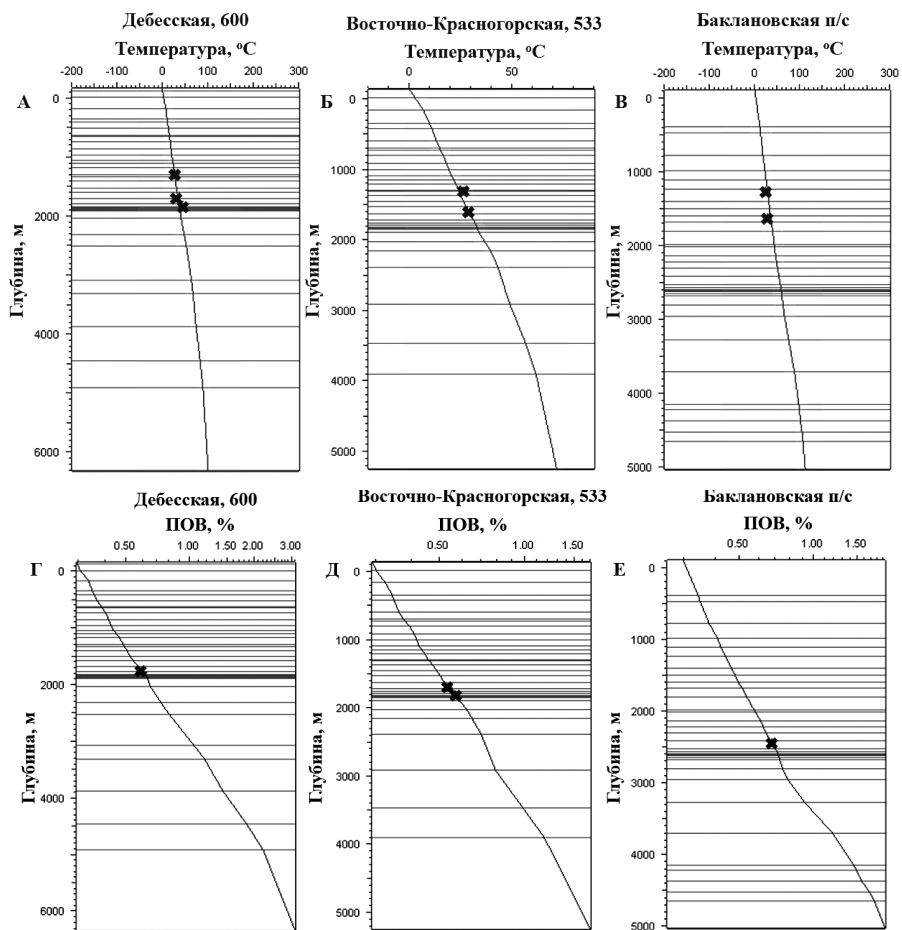 Дебесская, 600
Температура, °С
-200 -100 0 100 200 300
А
Глубина, м
0
2000
4000
6000
Восточно-Красногорская, 533
Температура, °С
0 50
Б
Глубина, м
0
1000
2000
3000
4000
5000
Баклановская п/с
Температура, °С
-200 -100 0 100 200 300
В
Глубина, м
0
1000
2000
3000
4000
5000
Дебесская, 600
ПОВ, %
0.50 1.00 1.50 2.00 3.00
Г
Глубина, м
0
2000
4000
6000
Восточно-Красногорская, 533
ПОВ, %
0.50 1.00 1.50
Д
Глубина, м
0
1000
2000
3000
4000
5000
Баклановская п/с
ПОВ, %
0.50 1.00 1.50
Е
Глубина, м
0
1000
2000
3000
4000
5000